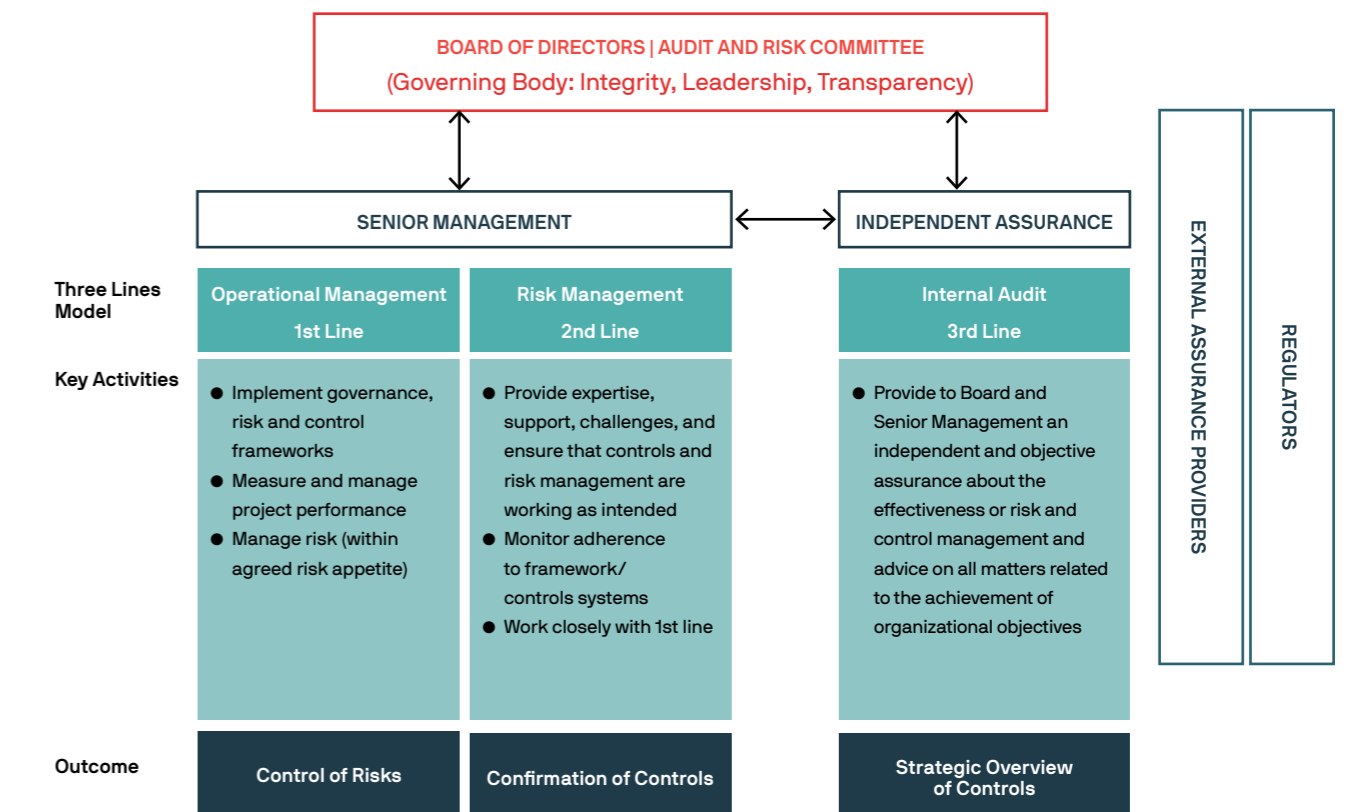 BOARD OF DIRECTORS | AUDIT AND RISK COMMITTEE
(Governing Body: Integrity, Leadership, Transparency)
SENIOR MANAGEMENT
INDEPENDENT ASSURANCE
Three Lines
Model
Operational Management
1st Line
Risk Management
2nd Line
Internal Audit
3rd Line
Key Activities
● Implement governance,
risk and control
frameworks
● Measure and manage
project performance
● Manage risk (within
agreed risk appetite)
● Provide expertise,
support, challenges, and
ensure that controls and
risk management are
working as intended
● Monitor adherence
to framework/
controls systems
● Work closely with 1st line
● Provide to Board and
Senior Management an
independent and objective
assurance about the
effectiveness or risk and
control management and
advice on all matters related
to the achievement of
organizational objectives
Outcome
Control of Risks
Confirmation of Controls
Strategic Overview
of Controls
EXTERNAL ASSURANCE PROVIDERS
REGULATORS